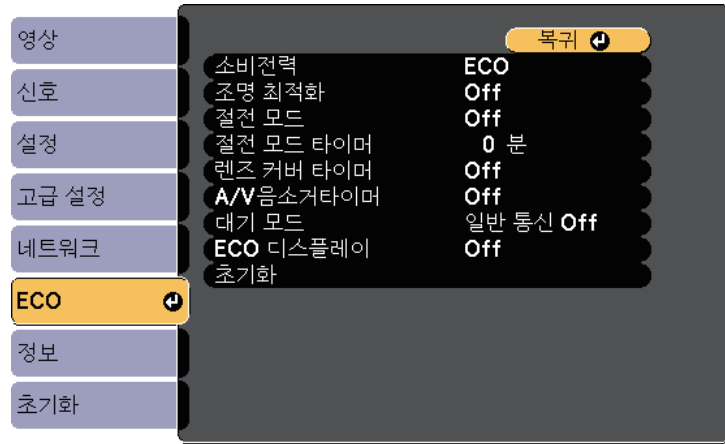 영상
신호
설정
고급 설정
네트워크
ECO
정보
초기화
복귀
소비전력 ECO
조명 최적화 Off
절전 모드 Off
절전 모드 타이머 0 분
렌즈 커버 타이머 Off
A/V음소거타이머 Off
대기 모드 일반 통신 Off
ECO 디스플레이 Off
초기화